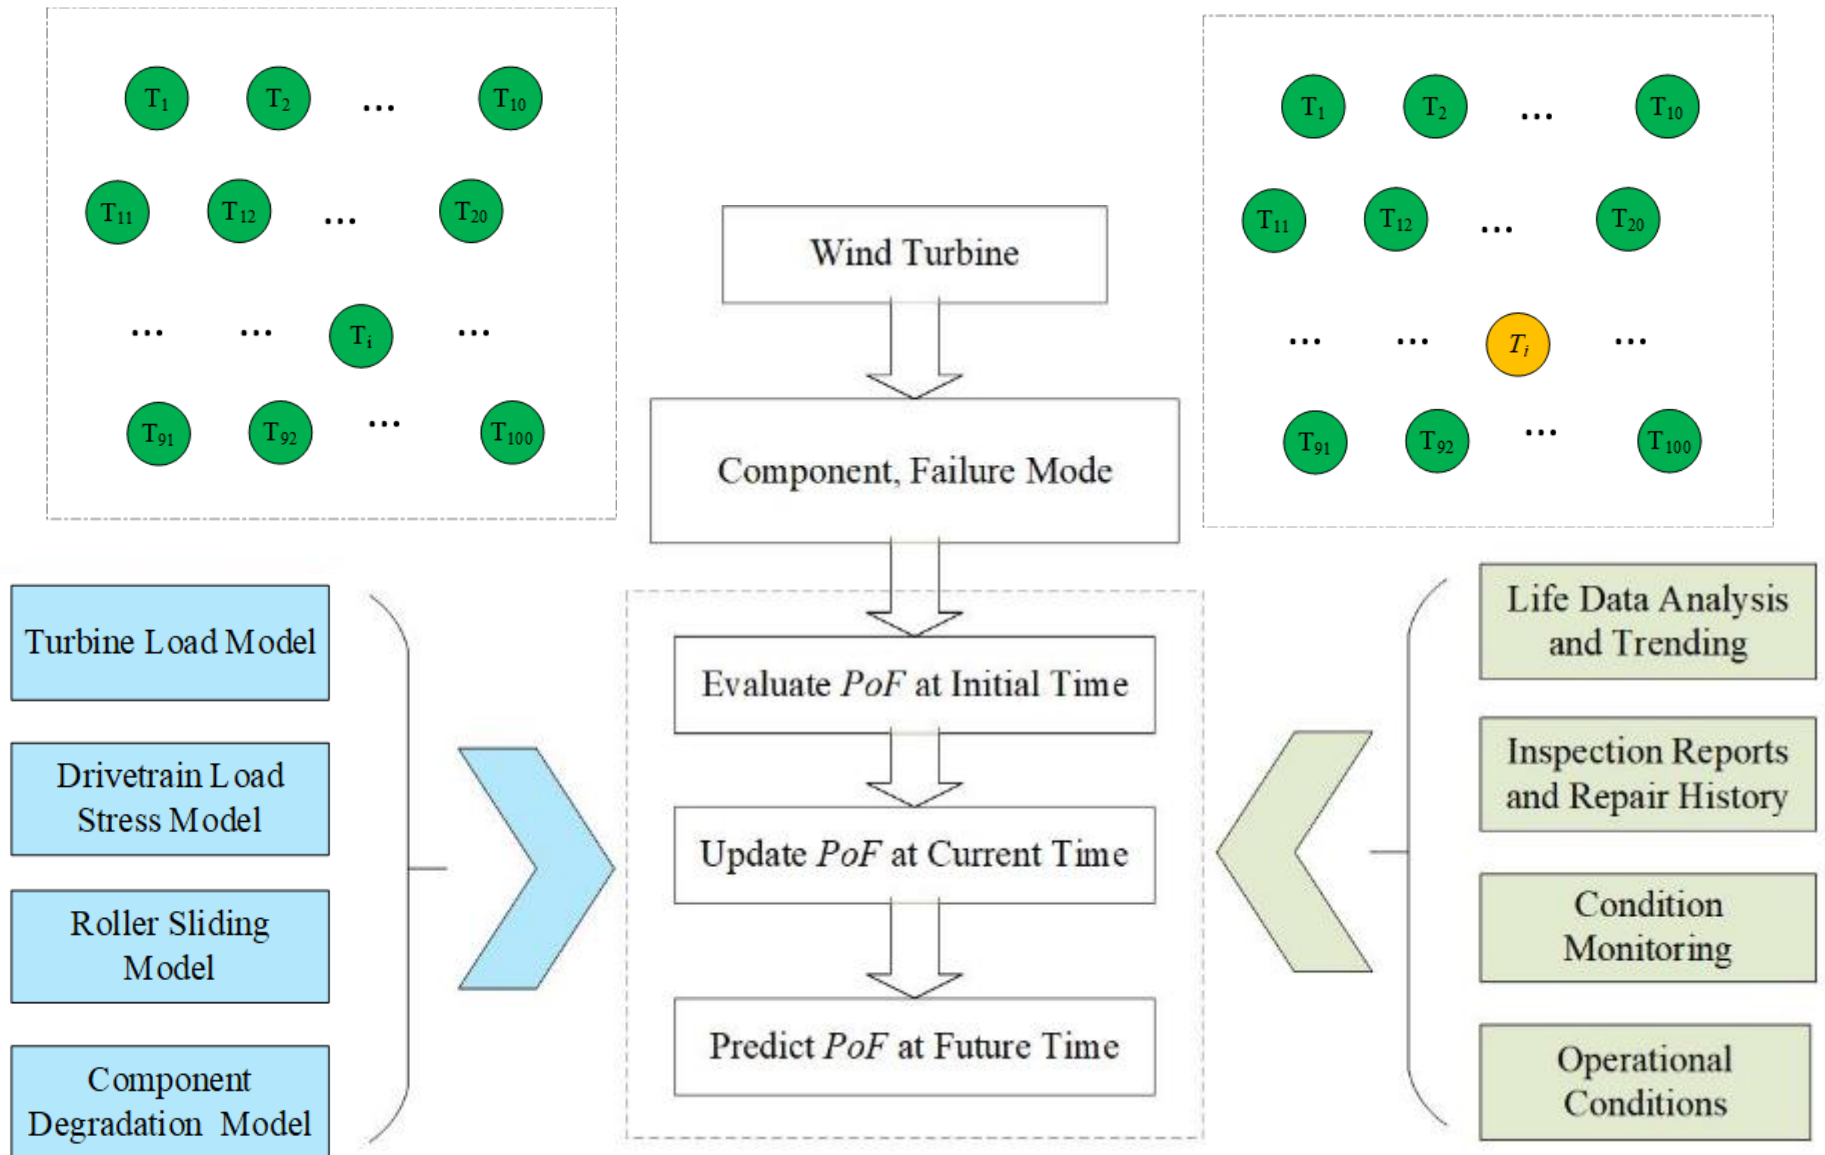 T1 T2 ... T10
T11 T12 ... T20
... ... Ti ...
T91 T92 ... T100
Wind Turbine
Component, Failure Mode
Evaluate PoF at Initial Time
Update PoF at Current Time
Predict PoF at Future Time
T1 T2 ... T10
T11 T12 ... T20
... ... Ti ...
T91 T92 ... T100
Turbine Load Model
Drivetrain Load
Stress Model
Roller Sliding
Model
Component
Degradation Model
Life Data Analysis
and Trending
Inspection Reports
and Repair History
Condition
Monitoring
Operational
Conditions